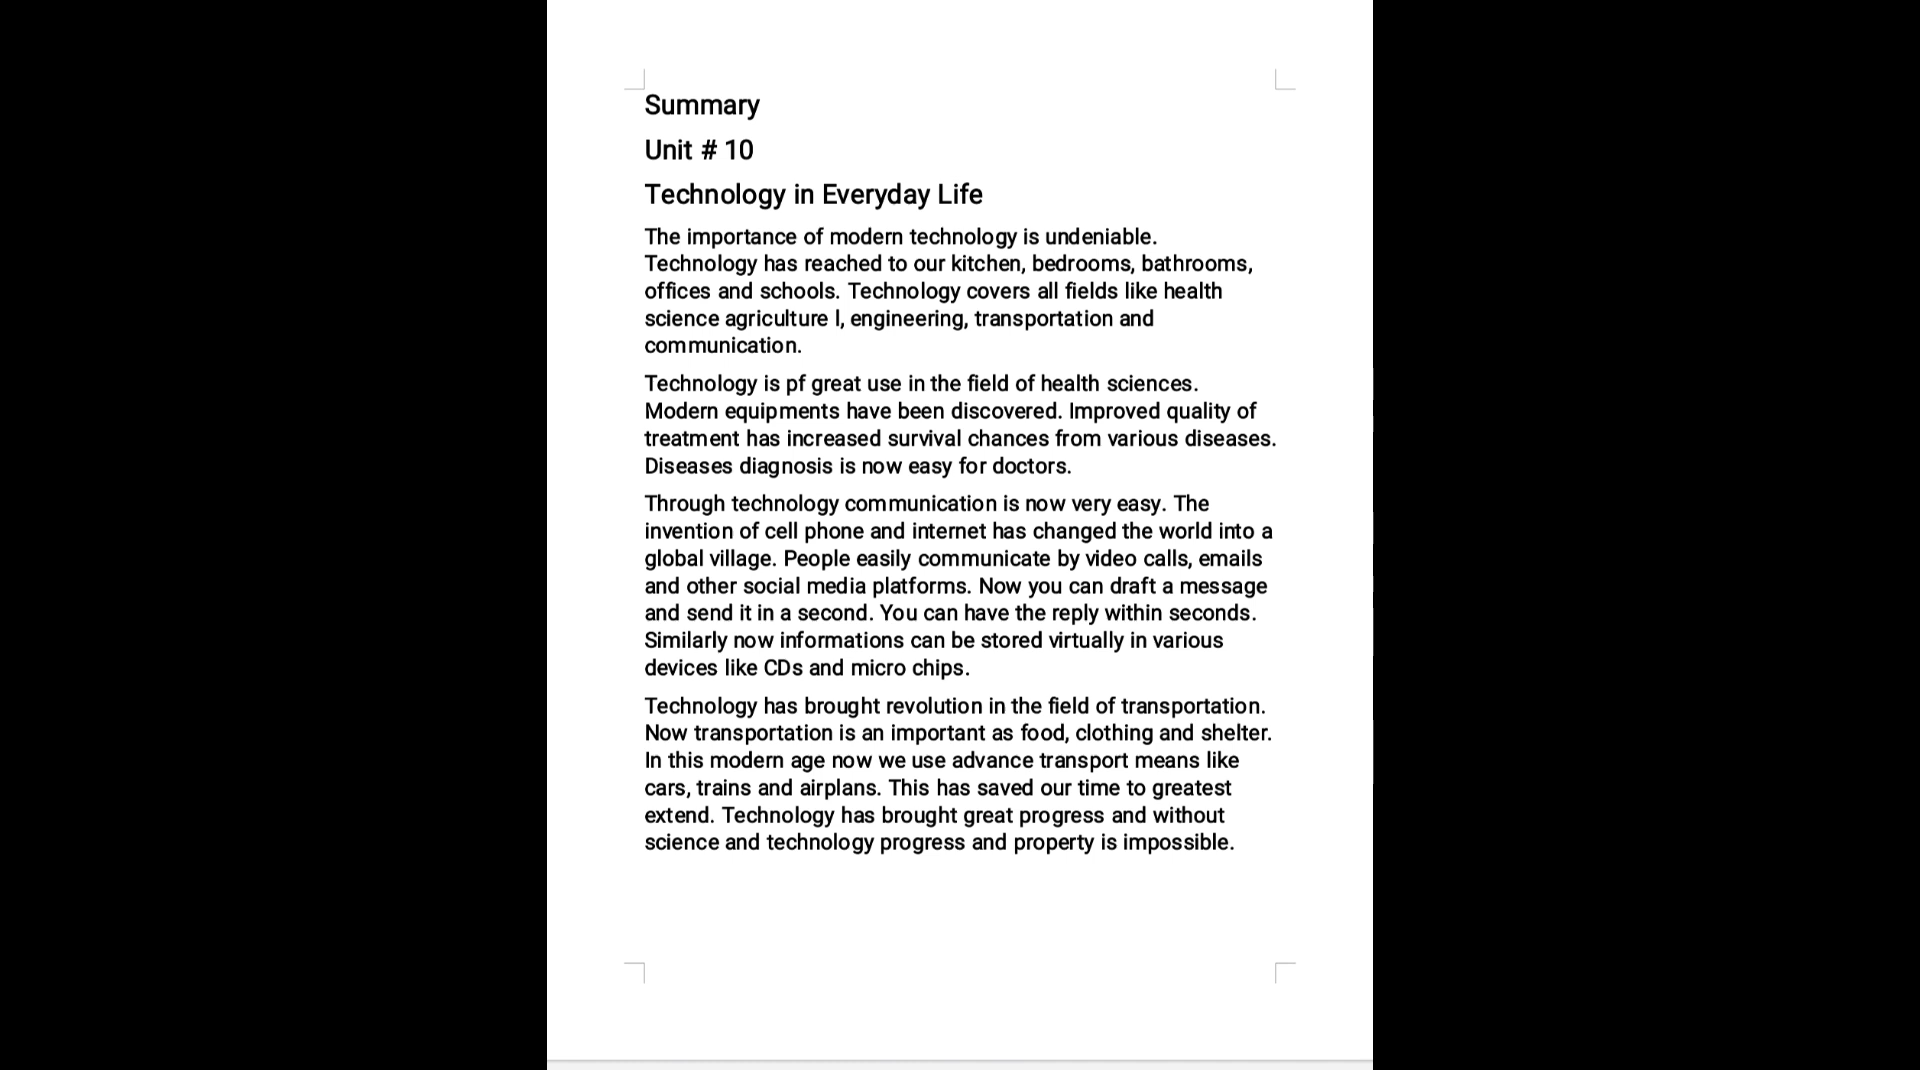 Summary
Unit # 10
Technology in Everyday Life
The importance of modern technology is undeniable.
Technology has reached to our kitchen, bedrooms, bathrooms,
offices and schools. Technology covers all fields like health
science agriculture l, engineering, transportation and
communication.
Technology is pf great use in the field of health sciences.
Modern equipments have been discovered. Improved quality of
treatment has increased survival chances from various diseases.
Diseases diagnosis is now easy for doctors.
Through technology communication is now very easy. The
invention of cell phone and internet has changed the world into a
global village. People easily communicate by video calls, emails
and other social media platforms. Now you can draft a message
and send it in a second. You can have the reply within seconds.
Similarly now informations can be stored virtually in various
devices like CDs and micro chips.
Technology has brought revolution in the field of transportation.
Now transportation is an important as food, clothing and shelter.
In this modern age now we use advance transport means like
cars, trains and airplans. This has saved our time to greatest
extend. Technology has brought great progress and without
science and technology progress and property is impossible.